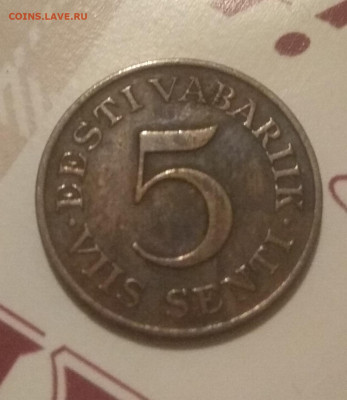 COINS.LAVE.RU
EESTI VABARIIK
5
VIIS SENTI